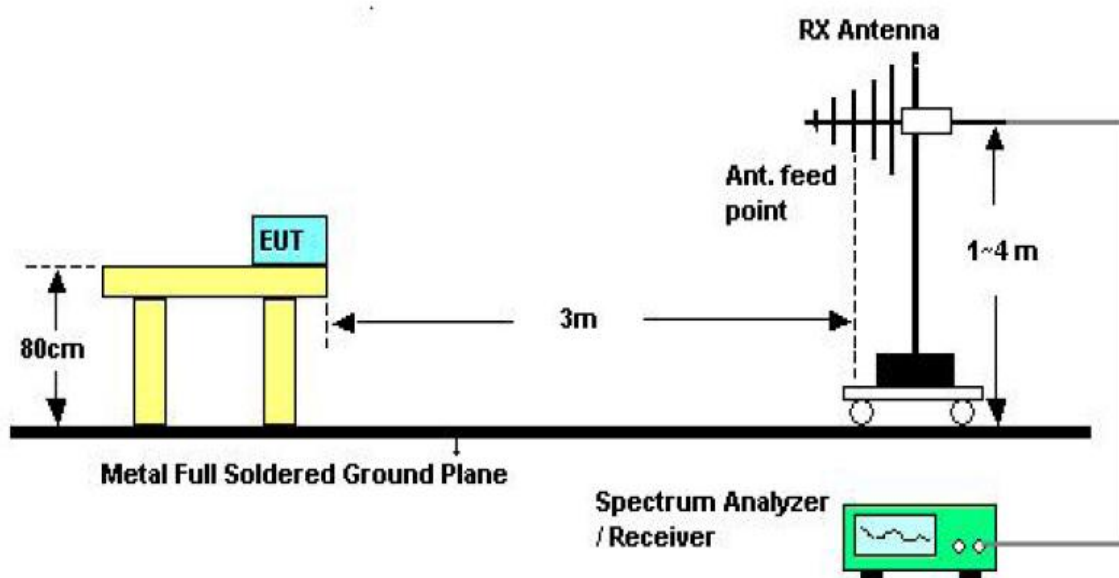 RX Antenna
Ant. feed
point
EUT
1~4 m
3m
80cm
Metal Full Soldered Ground Plane
Spectrum Analyzer
/ Receiver